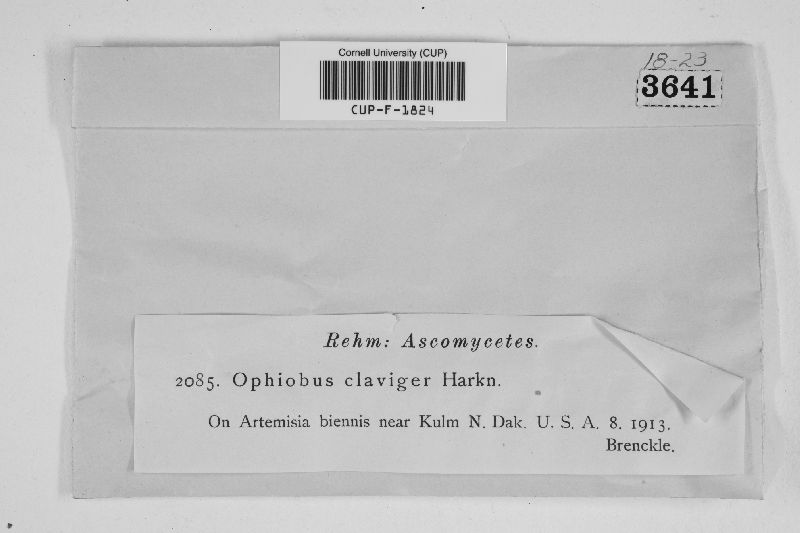 Cornell University (CUP)
CUP-F-1824
18-23
3641
Rehm: Ascomycetes.
2085. Ophiobus claviger Harkn.
On Artemisia biennis near Kulm N. Dak. U. S. A. 8. 1913.
Brenckle.